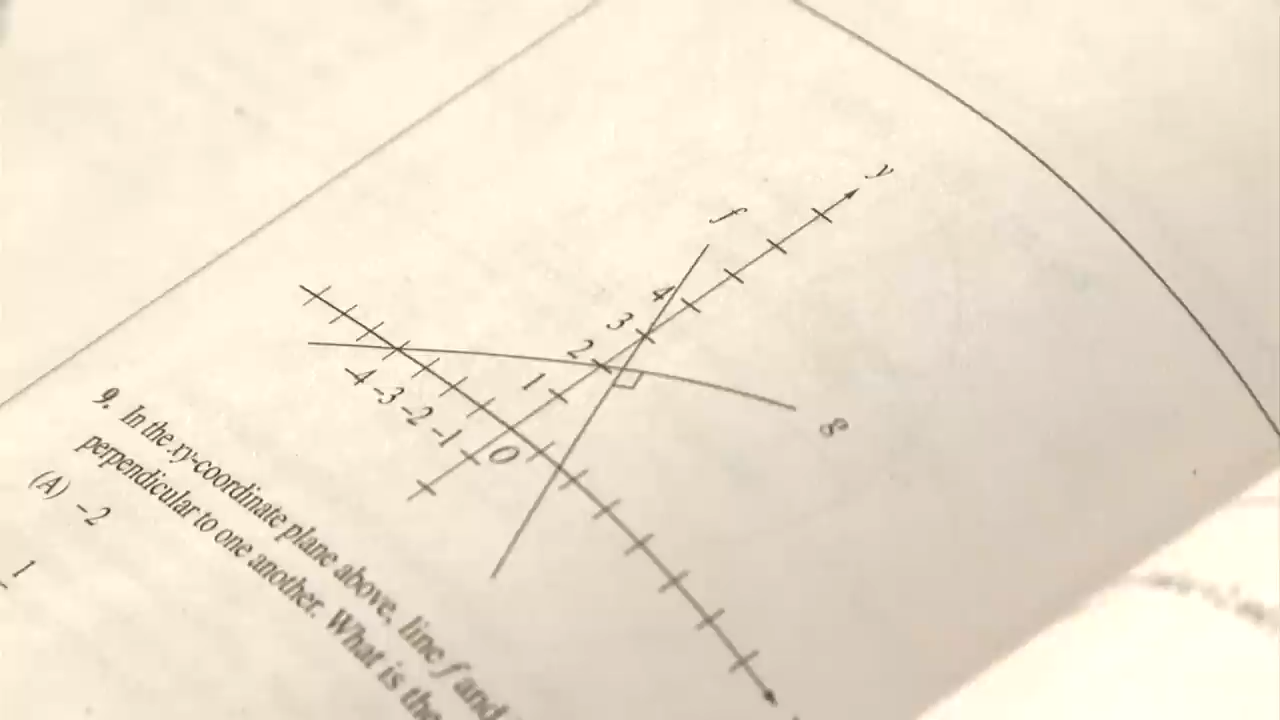 y
f
4
3
2
1
-4 -3 -2 -1
O
g
9. In the xy-coordinate plane above, line f and
perpendicular to one another. What is the
(A) -2
1